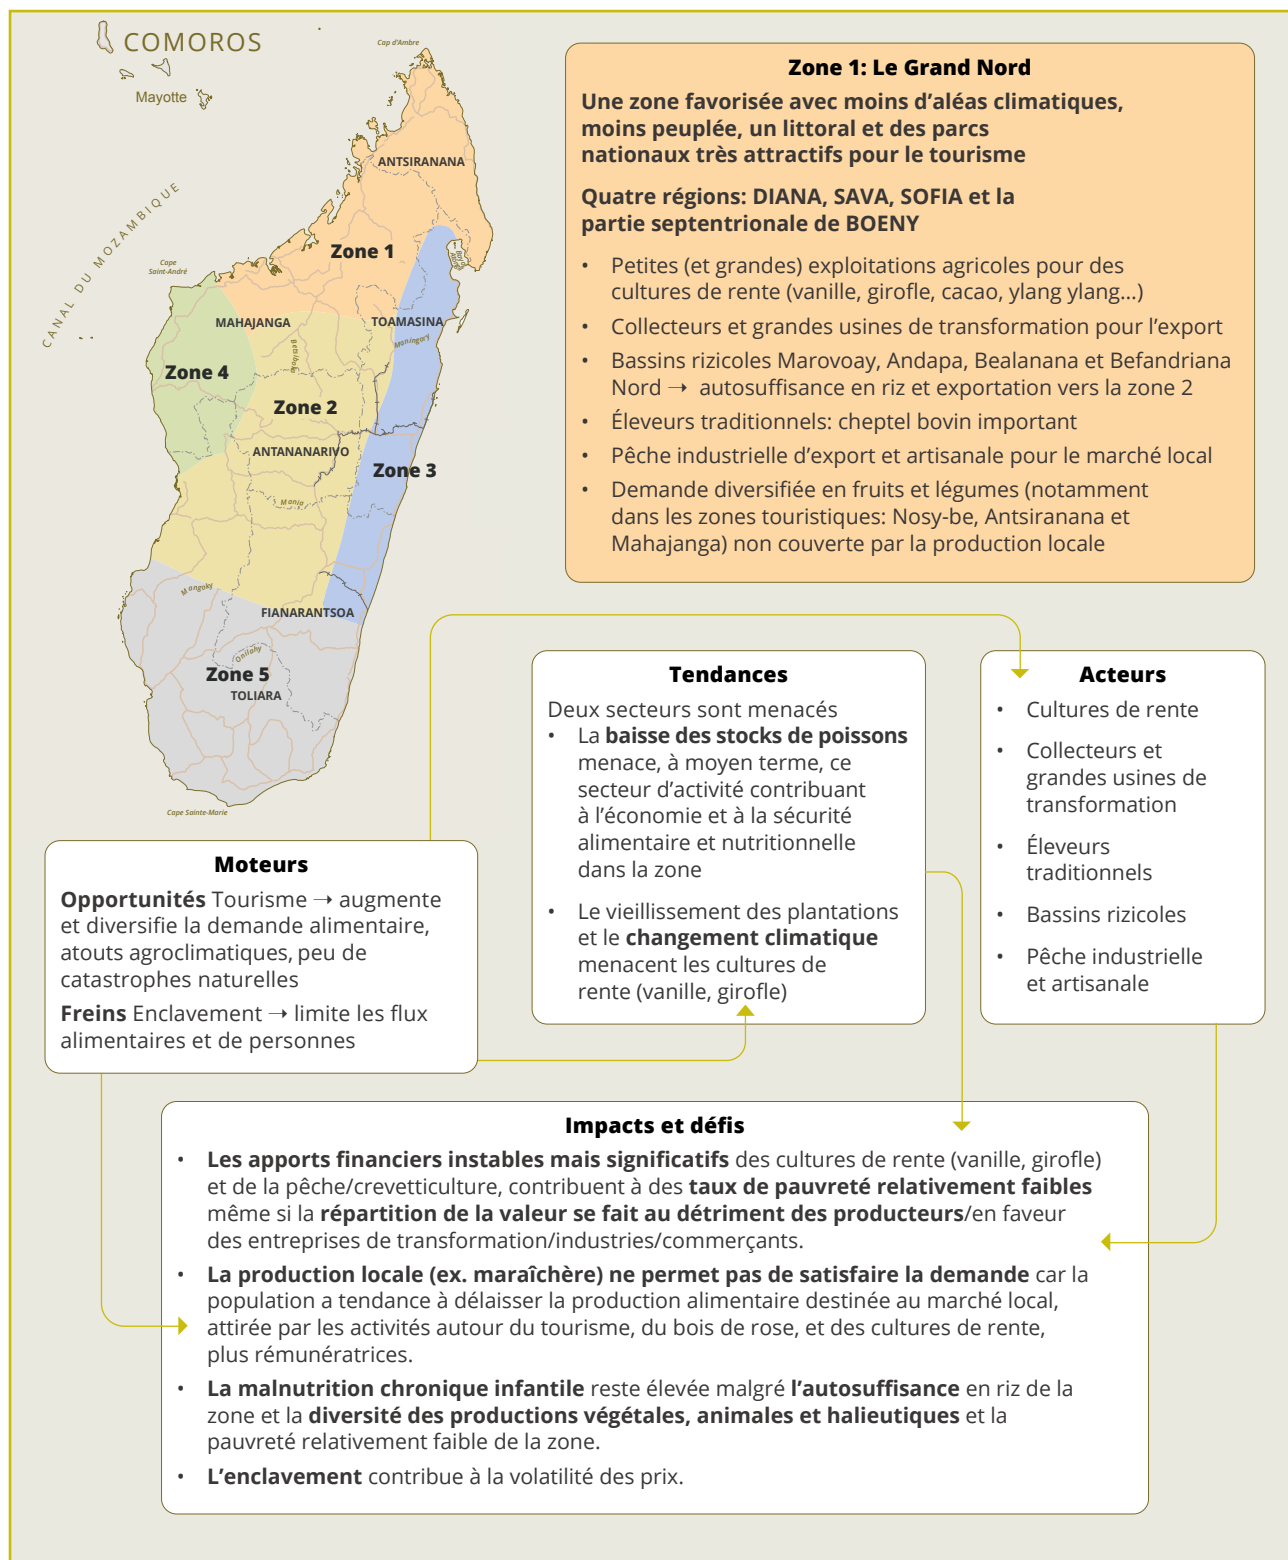 COMOROS
Mayotte
Cap d'Ambre
CANAL DU MOZAMBIQUE
ANTSIRANANA
Zone 1
Cape
Saint-André
MAHAJANGA
TOAMASINA
Betsiboka
Maningory
Zone 4
Zone 2
ANTANANARIVO
Zone 3
Mania
Mangoky
FIANARANTSOA
Onilahy
Zone 5
TOLIARA
Cape Sainte-Marie
Zone 1: Le Grand Nord
Une zone favorisée avec moins d'aléas climatiques,
moins peuplée, un littoral et des parcs
nationaux très attractifs pour le tourisme
Quatre régions: DIANA, SAVA, SOFIA et la
partie septentrionale de BOENY
• Petites (et grandes) exploitations agricoles pour des
cultures de rente (vanille, girofle, cacao, ylang ylang...)
• Collecteurs et grandes usines de transformation pour l'export
• Bassins rizicoles Marovoay, Andapa, Bealanana et Befandriana
Nord → autosuffisance en riz et exportation vers la zone 2
• Éleveurs traditionnels: cheptel bovin important
• Pêche industrielle d'export et artisanale pour le marché local
• Demande diversifiée en fruits et légumes (notamment
dans les zones touristiques: Nosy-be, Antsiranana et
Mahajanga) non couverte par la production locale
Moteurs
Opportunités Tourisme → augmente
et diversifie la demande alimentaire,
atouts agroclimatiques, peu de
catastrophes naturelles
Freins Enclavement → limite les flux
alimentaires et de personnes
Tendances
Deux secteurs sont menacés
• La baisse des stocks de poissons
menace, à moyen terme, ce
secteur d'activité contribuant
à l'économie et à la sécurité
alimentaire et nutritionnelle
dans la zone
• Le vieillissement des plantations
et le changement climatique
menacent les cultures de
rente (vanille, girofle)
Acteurs
• Cultures de rente
• Collecteurs et
grandes usines de
transformation
• Éleveurs
traditionnels
• Bassins rizicoles
• Pêche industrielle
et artisanale
Impacts et défis
• Les apports financiers instables mais significatifs des cultures de rente (vanille, girofle)
et de la pêche/crevetticulture, contribuent à des taux de pauvreté relativement faibles
même si la répartition de la valeur se fait au détriment des producteurs/en faveur
des entreprises de transformation/industries/commerçants.
• La production locale (ex. maraîchère) ne permet pas de satisfaire la demande car la
population a tendance à délaisser la production alimentaire destinée au marché local,
attirée par les activités autour du tourisme, du bois de rose, et des cultures de rente,
plus rémunératrices.
• La malnutrition chronique infantile reste élevée malgré l'autosuffisance en riz de la
zone et la diversité des productions végétales, animales et halieutiques et la
pauvreté relativement faible de la zone.
• L'enclavement contribue à la volatilité des prix.